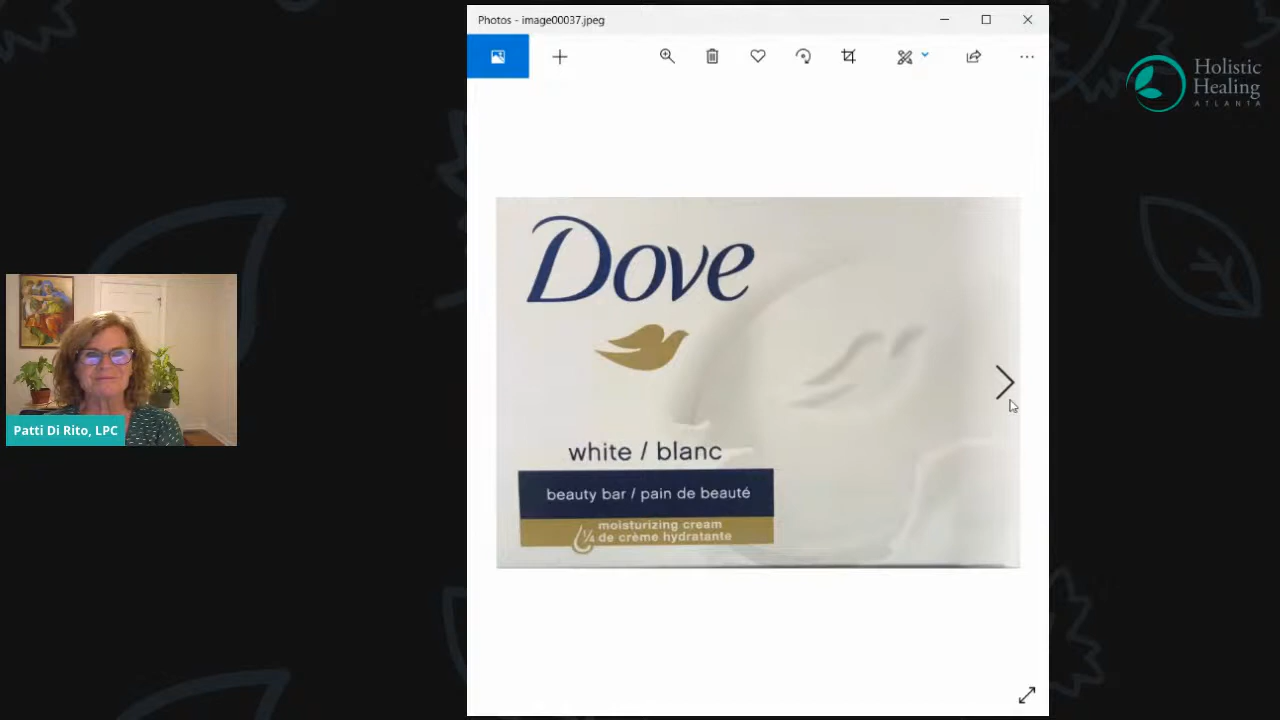 Photos - image00037.jpeg
Holistic
Healing
ATLANTA
Dove
white / blanc
beauty bar / pain de beauté
1/4 moisturizing cream
de crème hydratante
Patti Di Rito, LPC